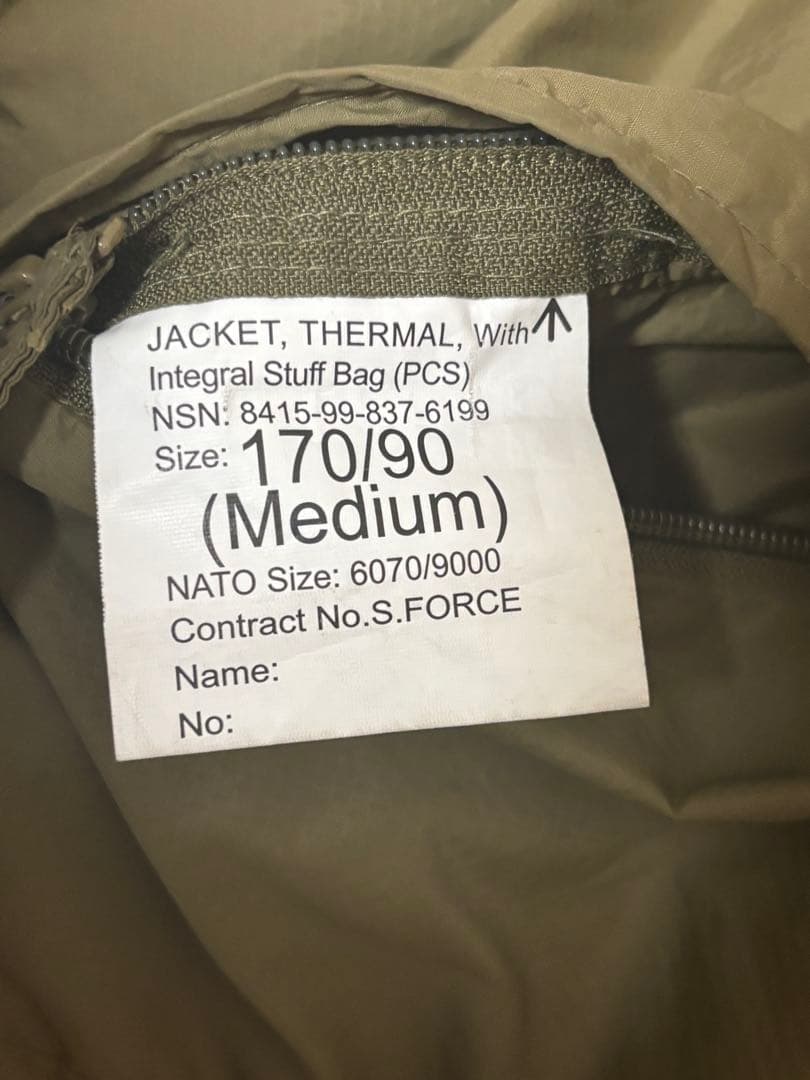 JACKET, THERMAL, With
Integral Stuff Bag (PCS)
NSN: 8415-99-837-6199
Size: 170/90
(Medium)
NATO Size: 6070/9000
Contract No.S.FORCE
Name:
No: